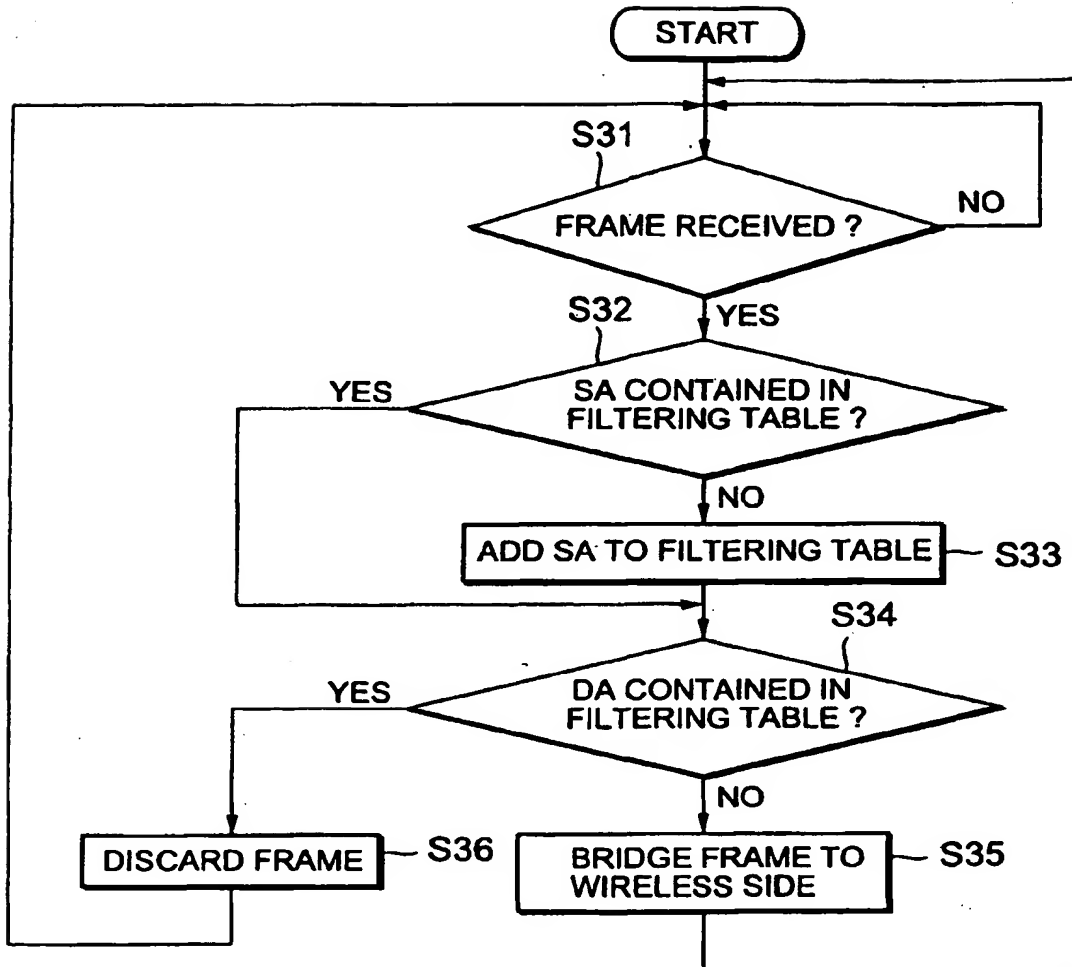 START
S31
FRAME RECEIVED ?
NO
S32
YES
YES
SA CONTAINED IN
FILTERING TABLE ?
NO
ADD SA TO FILTERING TABLE
S33
S34
YES
DA CONTAINED IN
FILTERING TABLE ?
NO
DISCARD FRAME
S36
BRIDGE FRAME TO
WIRELESS SIDE
S35